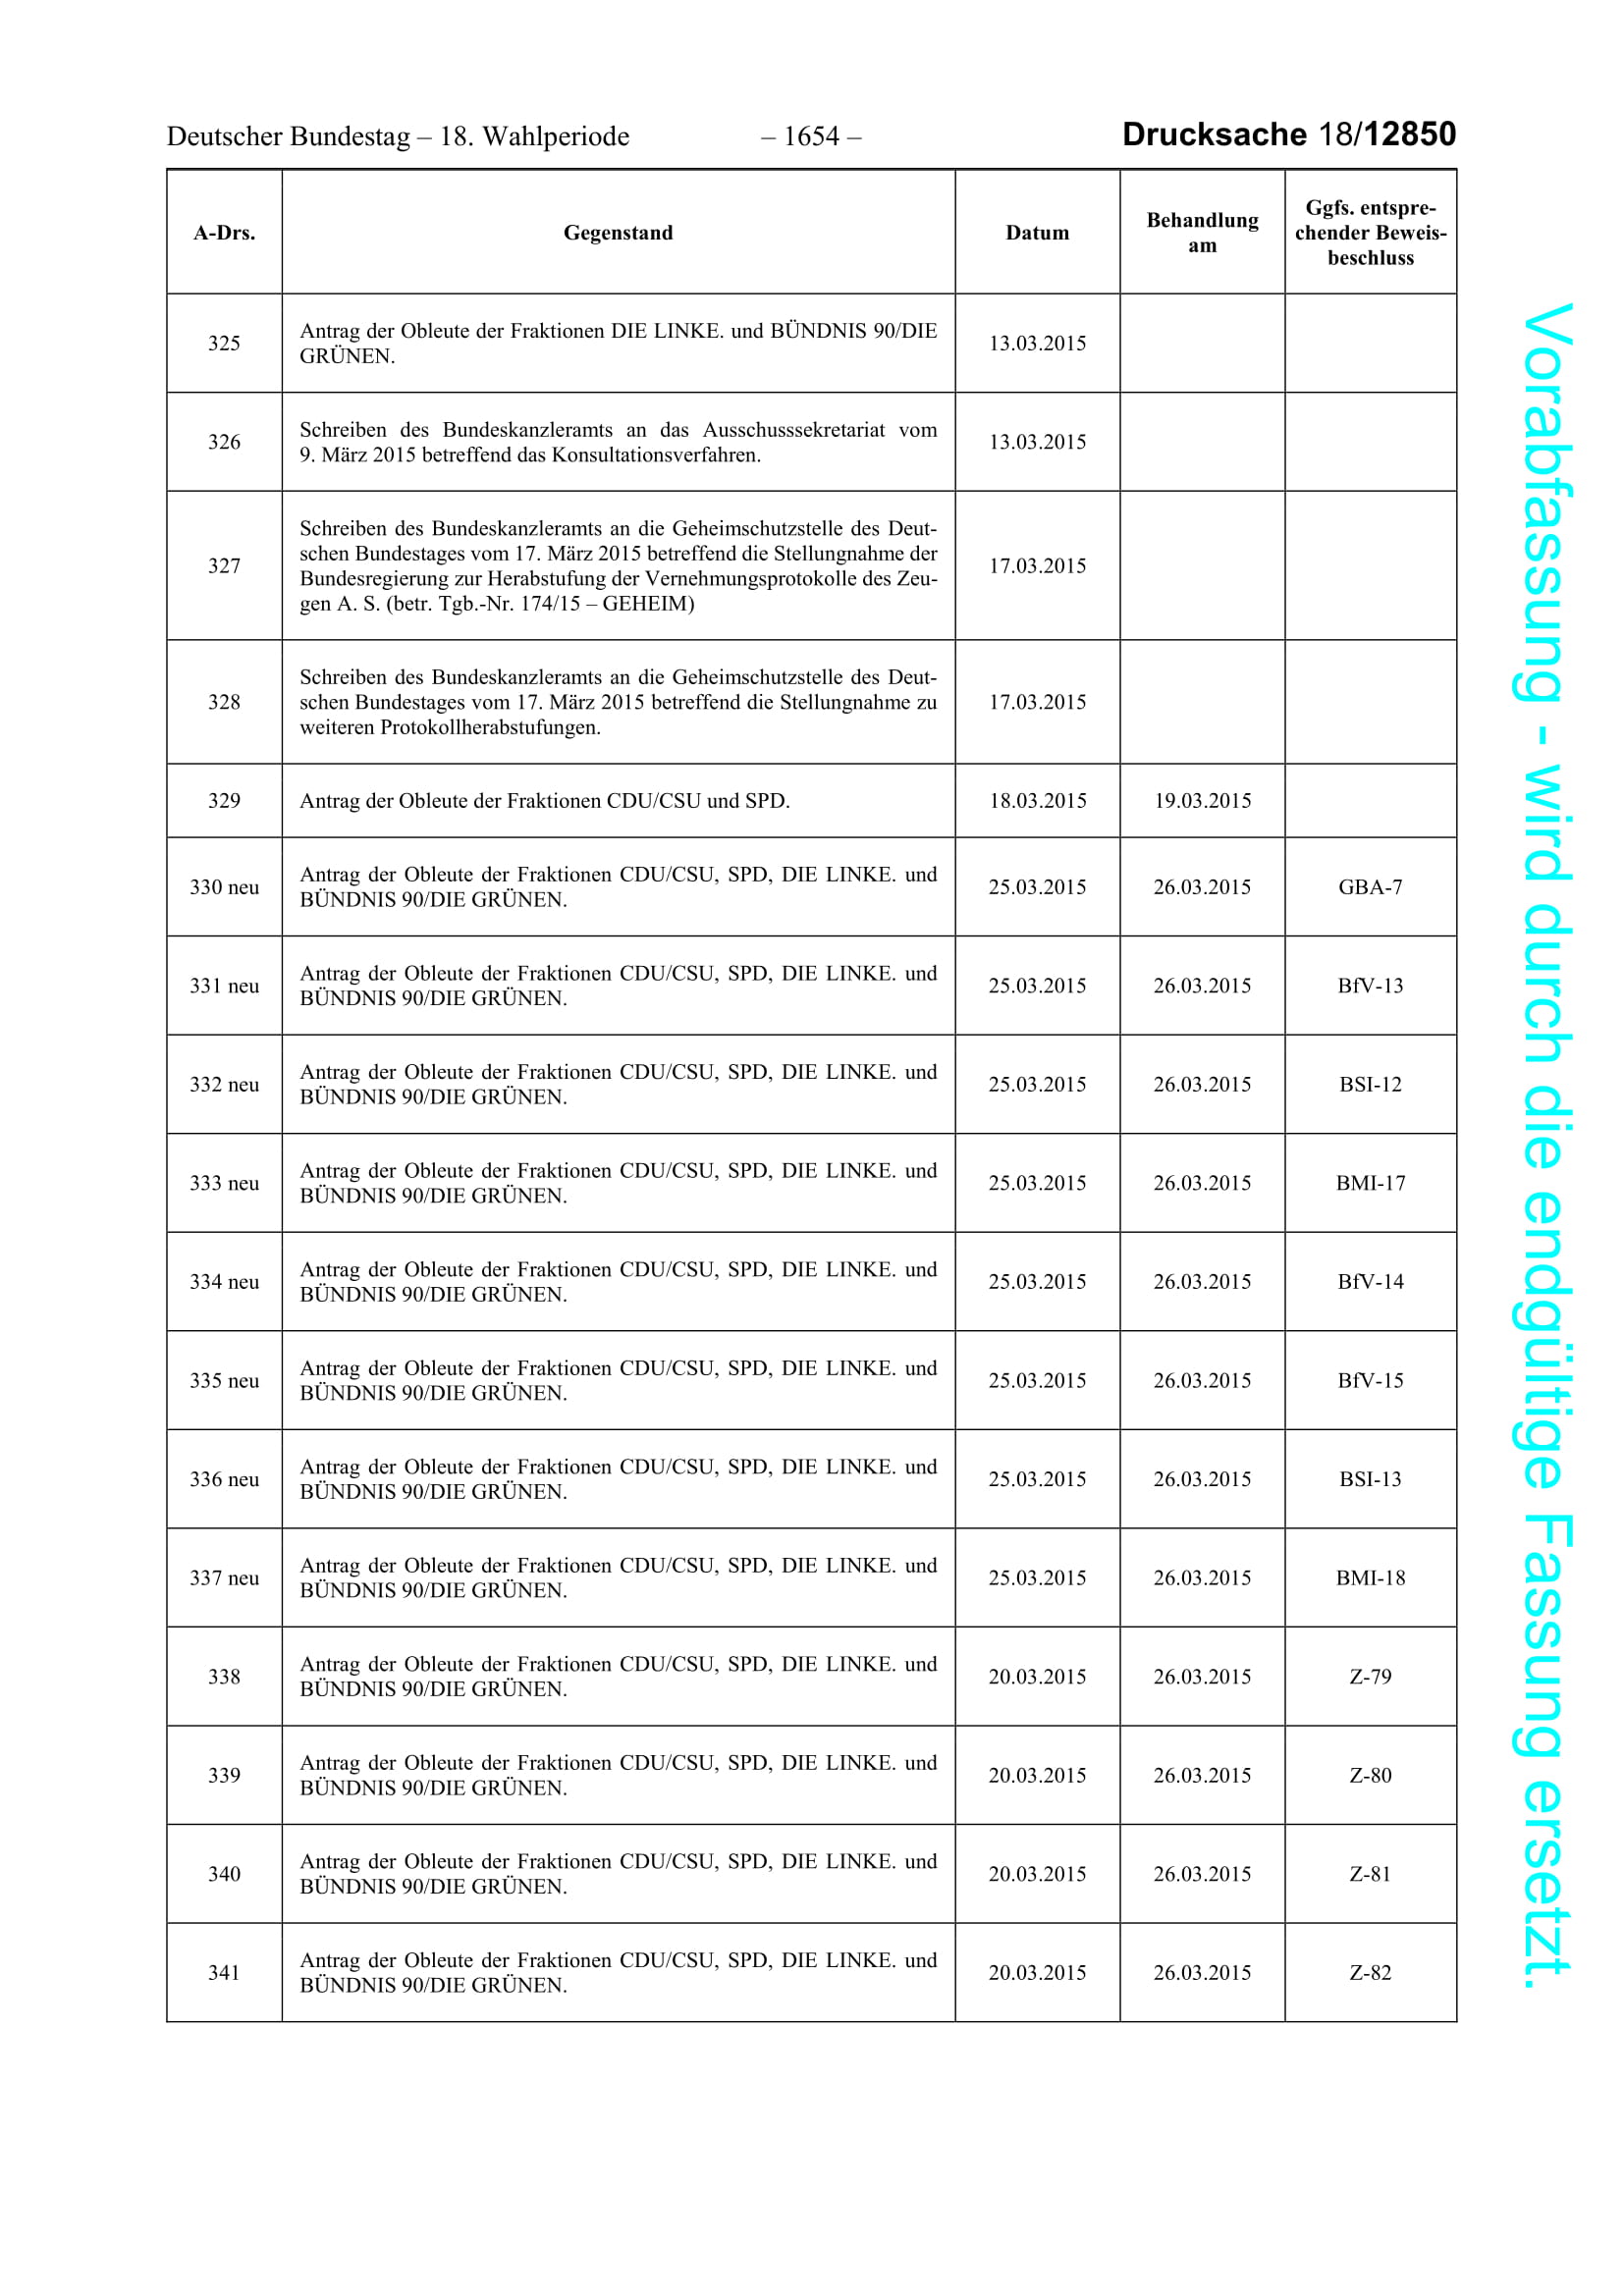 Deutscher Bundestag – 18. Wahlperiode – 1654 – Drucksache 18/12850
A-Drs. Gegenstand Datum Behandlung am Ggfs. entspre-
chender Beweis-
beschluss
325 Antrag der Obleute der Fraktionen DIE LINKE. und BÜNDNIS 90/DIE
GRÜNEN. 13.03.2015
326 Schreiben des Bundeskanzleramts an das Ausschusssekretariat vom
9. März 2015 betreffend das Konsultationsverfahren. 13.03.2015
327 Schreiben des Bundeskanzleramts an die Geheimschutzstelle des Deut-
schen Bundestages vom 17. März 2015 betreffend die Stellungnahme der
Bundesregierung zur Herabstufung der Vernehmungsprotokolle des Zeu-
gen A. S. (betr. Tgb.-Nr. 174/15 – GEHEIM) 17.03.2015
328 Schreiben des Bundeskanzleramts an die Geheimschutzstelle des Deut-
schen Bundestages vom 17. März 2015 betreffend die Stellungnahme zu
weiteren Protokollherabstufungen. 17.03.2015
329 Antrag der Obleute der Fraktionen CDU/CSU und SPD. 18.03.2015 19.03.2015
330 neu Antrag der Obleute der Fraktionen CDU/CSU, SPD, DIE LINKE. und
BÜNDNIS 90/DIE GRÜNEN. 25.03.2015 26.03.2015 GBA-7
331 neu Antrag der Obleute der Fraktionen CDU/CSU, SPD, DIE LINKE. und
BÜNDNIS 90/DIE GRÜNEN. 25.03.2015 26.03.2015 BfV-13
332 neu Antrag der Obleute der Fraktionen CDU/CSU, SPD, DIE LINKE. und
BÜNDNIS 90/DIE GRÜNEN. 25.03.2015 26.03.2015 BSI-12
333 neu Antrag der Obleute der Fraktionen CDU/CSU, SPD, DIE LINKE. und
BÜNDNIS 90/DIE GRÜNEN. 25.03.2015 26.03.2015 BMI-17
334 neu Antrag der Obleute der Fraktionen CDU/CSU, SPD, DIE LINKE. und
BÜNDNIS 90/DIE GRÜNEN. 25.03.2015 26.03.2015 BfV-14
335 neu Antrag der Obleute der Fraktionen CDU/CSU, SPD, DIE LINKE. und
BÜNDNIS 90/DIE GRÜNEN. 25.03.2015 26.03.2015 BfV-15
336 neu Antrag der Obleute der Fraktionen CDU/CSU, SPD, DIE LINKE. und
BÜNDNIS 90/DIE GRÜNEN. 25.03.2015 26.03.2015 BSI-13
337 neu Antrag der Obleute der Fraktionen CDU/CSU, SPD, DIE LINKE. und
BÜNDNIS 90/DIE GRÜNEN. 25.03.2015 26.03.2015 BMI-18
338 Antrag der Obleute der Fraktionen CDU/CSU, SPD, DIE LINKE. und
BÜNDNIS 90/DIE GRÜNEN. 20.03.2015 26.03.2015 Z-79
339 Antrag der Obleute der Fraktionen CDU/CSU, SPD, DIE LINKE. und
BÜNDNIS 90/DIE GRÜNEN. 20.03.2015 26.03.2015 Z-80
340 Antrag der Obleute der Fraktionen CDU/CSU, SPD, DIE LINKE. und
BÜNDNIS 90/DIE GRÜNEN. 20.03.2015 26.03.2015 Z-81
341 Antrag der Obleute der Fraktionen CDU/CSU, SPD, DIE LINKE. und
BÜNDNIS 90/DIE GRÜNEN. 20.03.2015 26.03.2015 Z-82
Vorabfassung - wird durch die endgültige Fassung ersetzt.